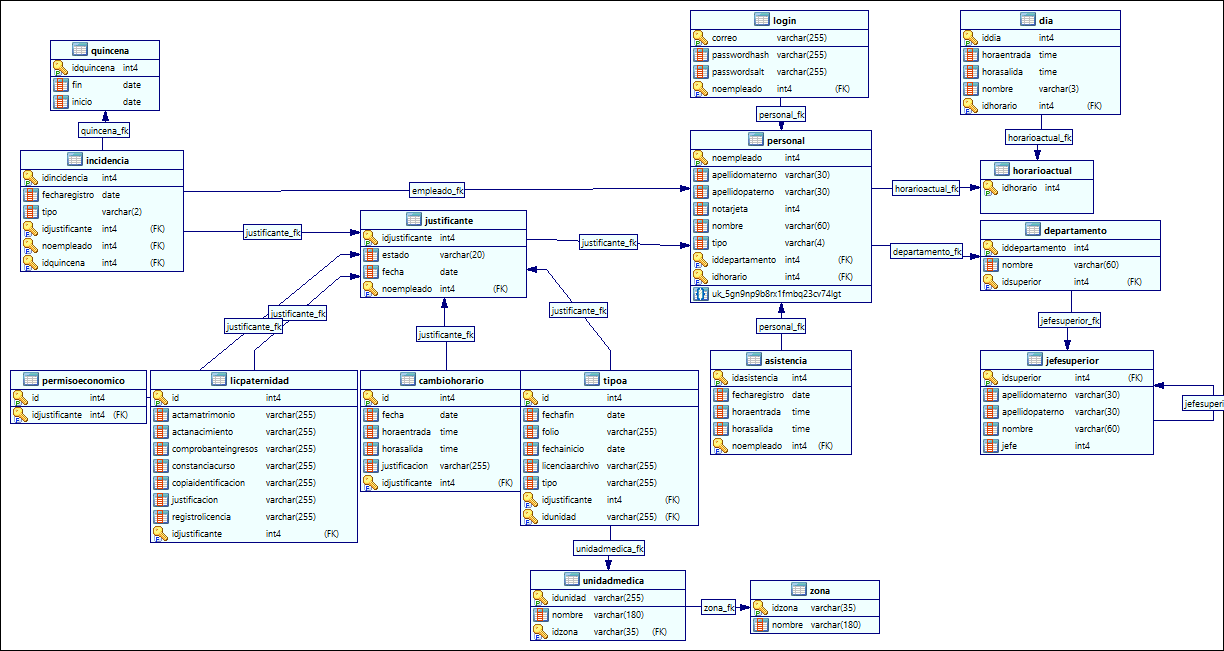 quincena
idquincena int4
fin date
inicio date
quincena_fk
incidencia
idincidencia int4
fecharegistro date
tipo varchar(2)
idjustificante int4 (FK)
noempleado int4 (FK)
idquincena int4 (FK)
empleado_fk
justificante_fk
justificante
idjustificante int4
estado varchar(20)
fecha date
noempleado int4 (FK)
justificante_fk
justificante_fk
justificante_fk
justificante_fk
justificante_fk
login
correo varchar(255)
passwordhash varchar(255)
passwordsalt varchar(255)
noempleado int4 (FK)
personal_fk
personal
noempleado int4
apellidomaterno varchar(30)
apellidopaterno varchar(30)
notarjeta int4
nombre varchar(60)
tipo varchar(4)
iddepartamento int4 (FK)
idhorario int4 (FK)
uk_5gn9np9b8rx1fmbq23cv74lgt
personal_fk
dia
iddia int4
horaentrada time
horasalida time
nombre varchar(3)
idhorario int4 (FK)
horarioactual_fk
horarioactual_fk
horarioactual
idhorario int4
departamento_fk
departamento
iddepartamento int4
nombre varchar(60)
idsuperior int4 (FK)
jefesuperior_fk
jefesuperior
idsuperior int4 (FK)
apellidomaterno varchar(30)
apellidopaterno varchar(30)
nombre varchar(60)
jefe int4
jefesuperi
permisoeconomico
id int4
idjustificante int4 (FK)
licpaternidad
id int4
actamatrimonio varchar(255)
actanacimiento varchar(255)
comprobanteingresos varchar(255)
constanciacurso varchar(255)
copiaidentificacion varchar(255)
justificacion varchar(255)
registrolicencia varchar(255)
idjustificante int4 (FK)
cambiohorario
id int4
fecha date
horaentrada time
horasalida time
justificacion varchar(255)
idjustificante int4 (FK)
tipoa
id int4
fechafin date
folio varchar(255)
fechainicio date
licenciaarchivo varchar(255)
tipo varchar(255)
idjustificante int4 (FK)
idunidad varchar(255) (FK)
asistencia
idasistencia int4
fecharegistro date
horaentrada time
horasalida time
noempleado int4 (FK)
unidadmedica_fk
unidadmedica
idunidad varchar(255)
nombre varchar(180)
idzona varchar(35) (FK)
zona_fk
zona
idzona varchar(35)
nombre varchar(180)